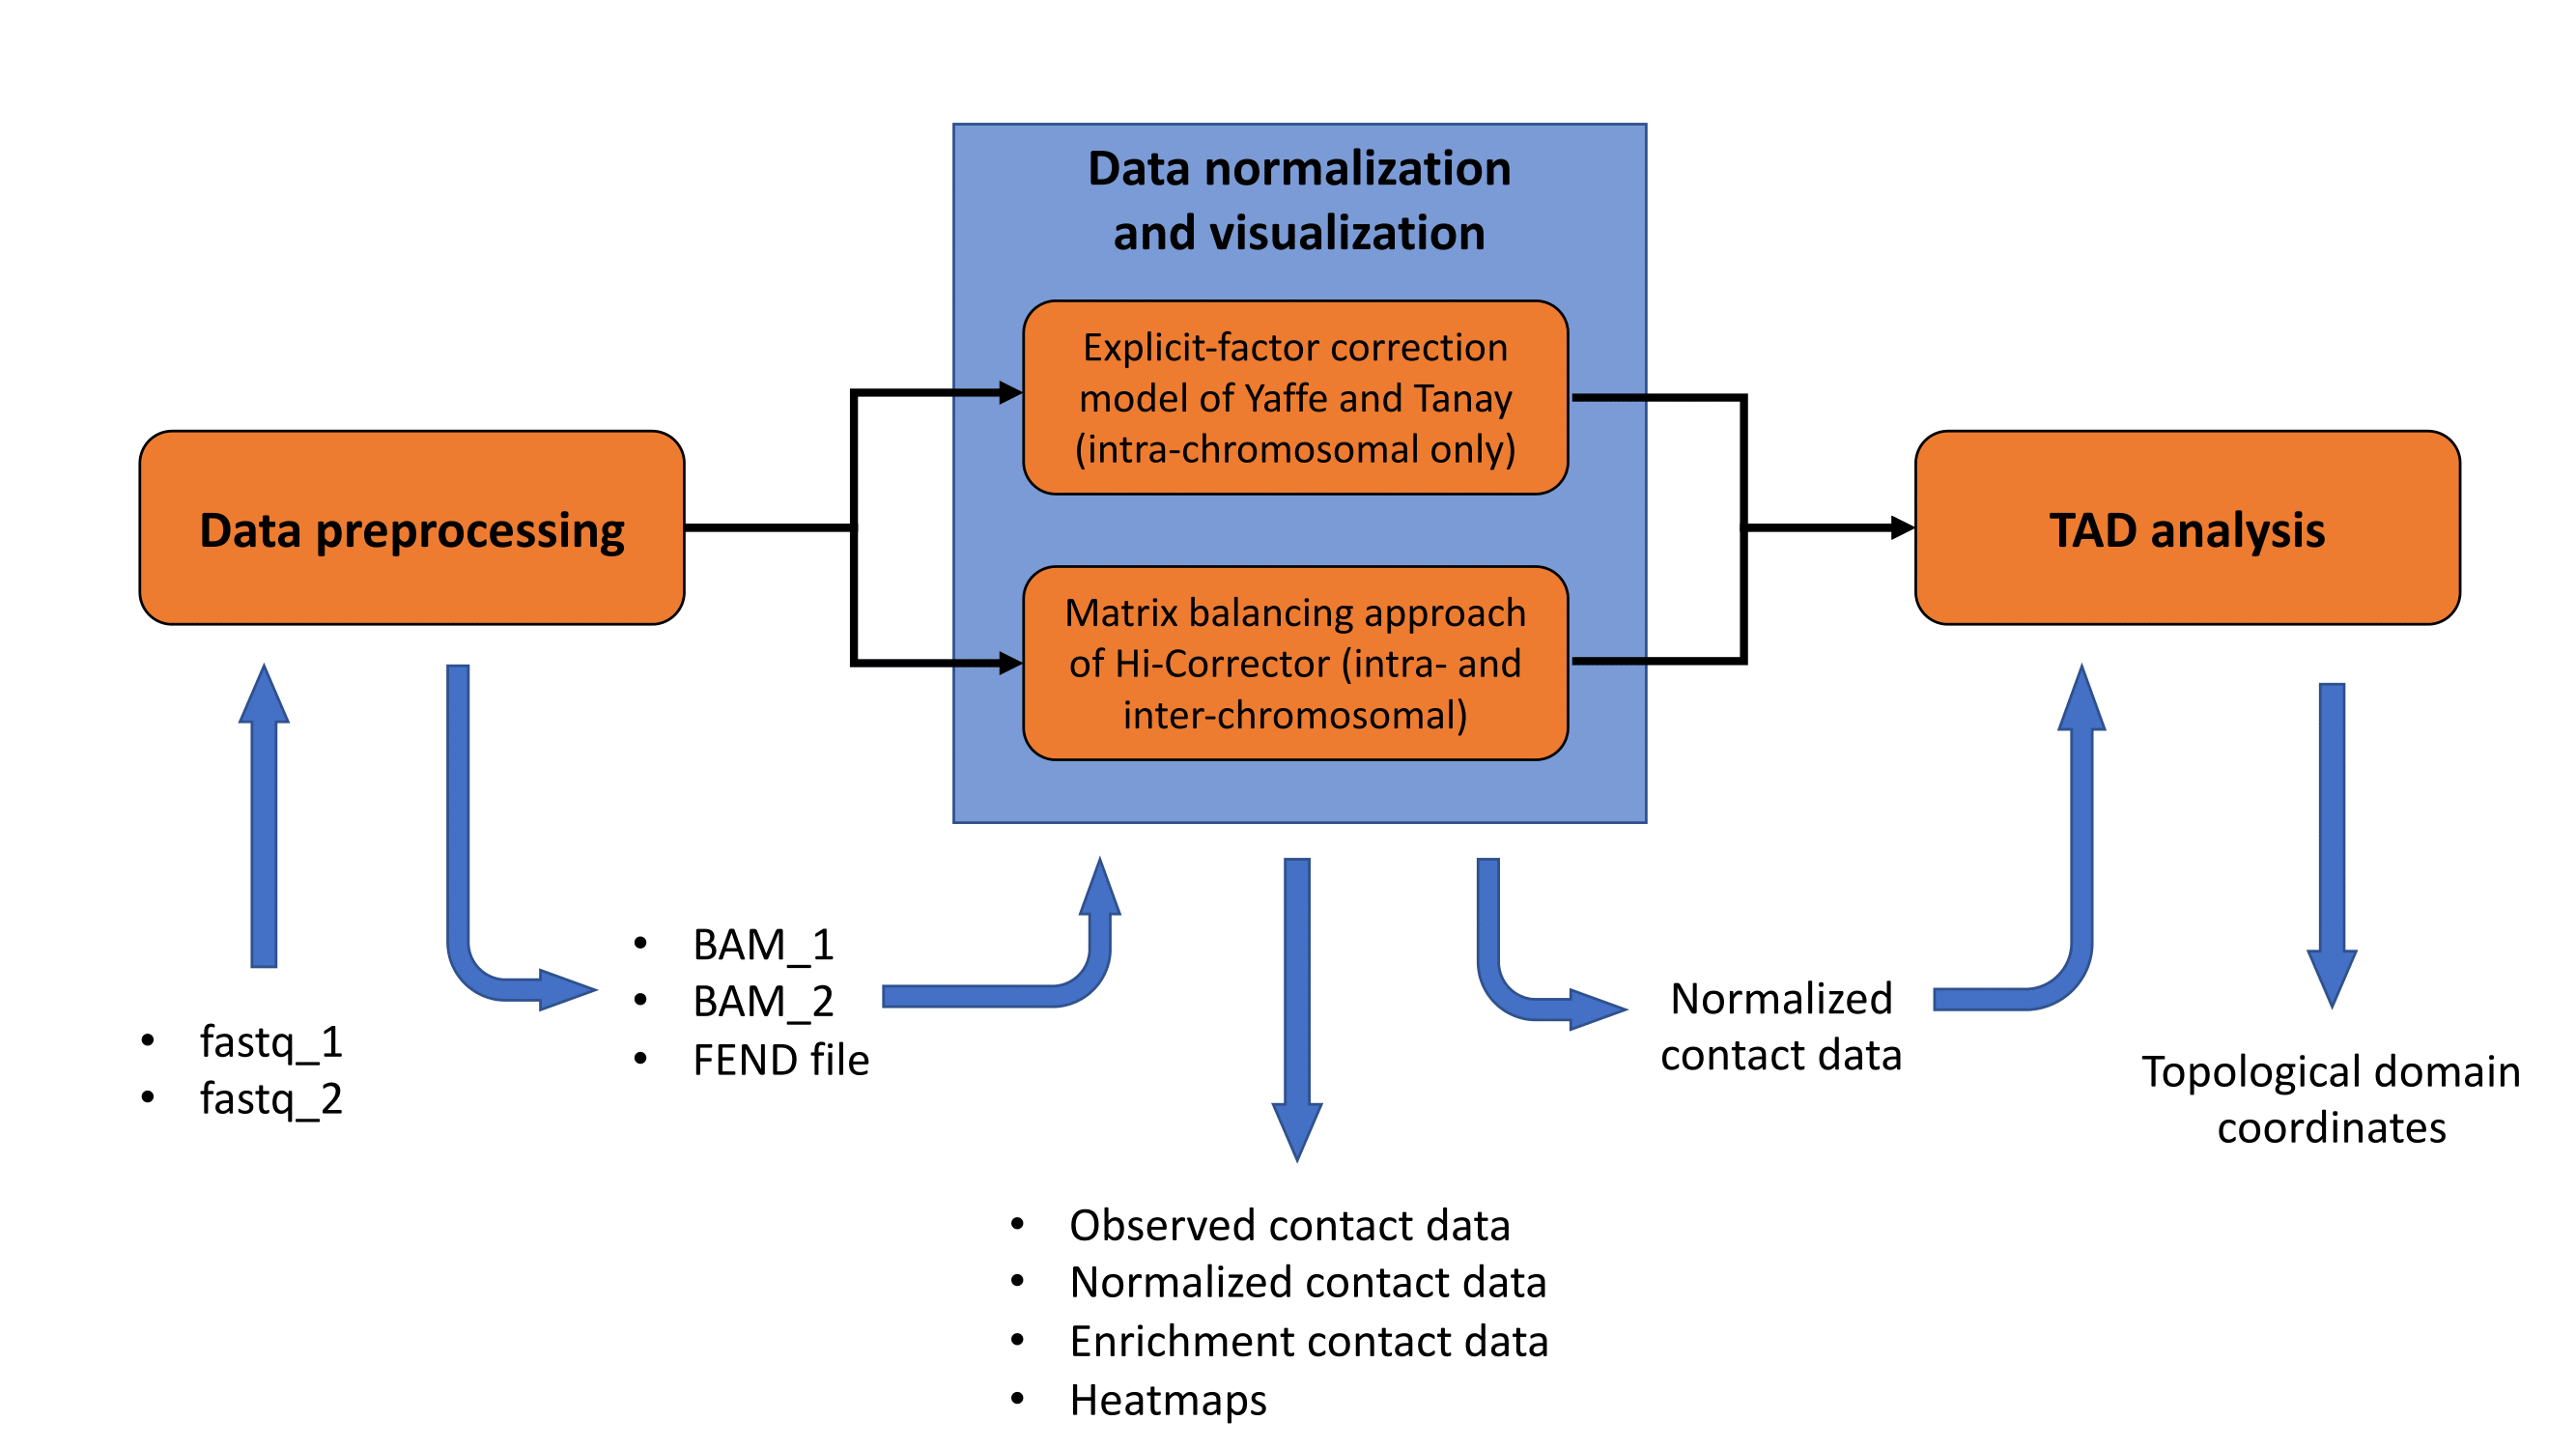 Data normalization
and visualization
Explicit-factor correction
model of Yaffe and Tanay
(intra-chromosomal only)
Data preprocessing
TAD analysis
Matrix balancing approach
of Hi-Corrector (intra- and
inter-chromosomal)
• fastq_1
• fastq_2
• BAM_1
• BAM_2
• FEND file
Normalized
contact data
Topological domain
coordinates
• Observed contact data
• Normalized contact data
• Enrichment contact data
• Heatmaps